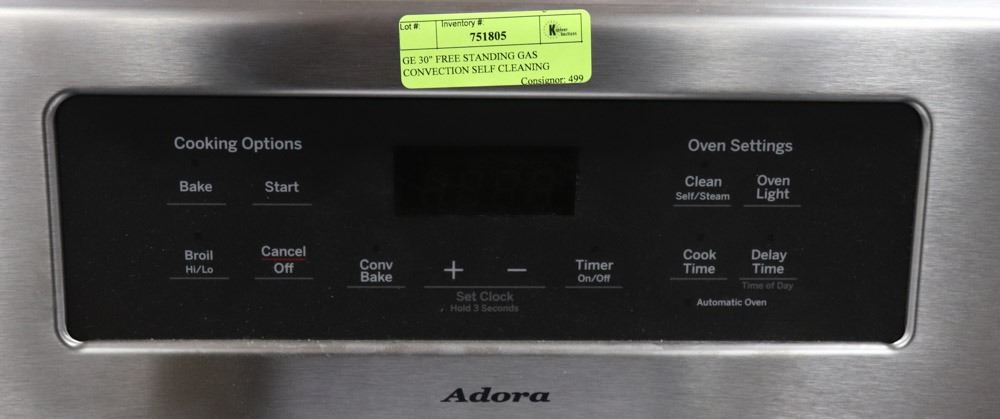 Lot #:
Inventory #:
751805
GE 30" FREE STANDING GAS
CONVECTION SELF CLEANING
Consignor: 499
Cooking Options
Bake
Start
Broil
Hi/Lo
Cancel
Off
Conv
Bake
+ −
Set Clock
Hold 3 Seconds
Timer
On/Off
Oven Settings
Clean
Self/Steam
Oven
Light
Cook
Time
Delay
Time
Time of Day
Automatic Oven
Adora